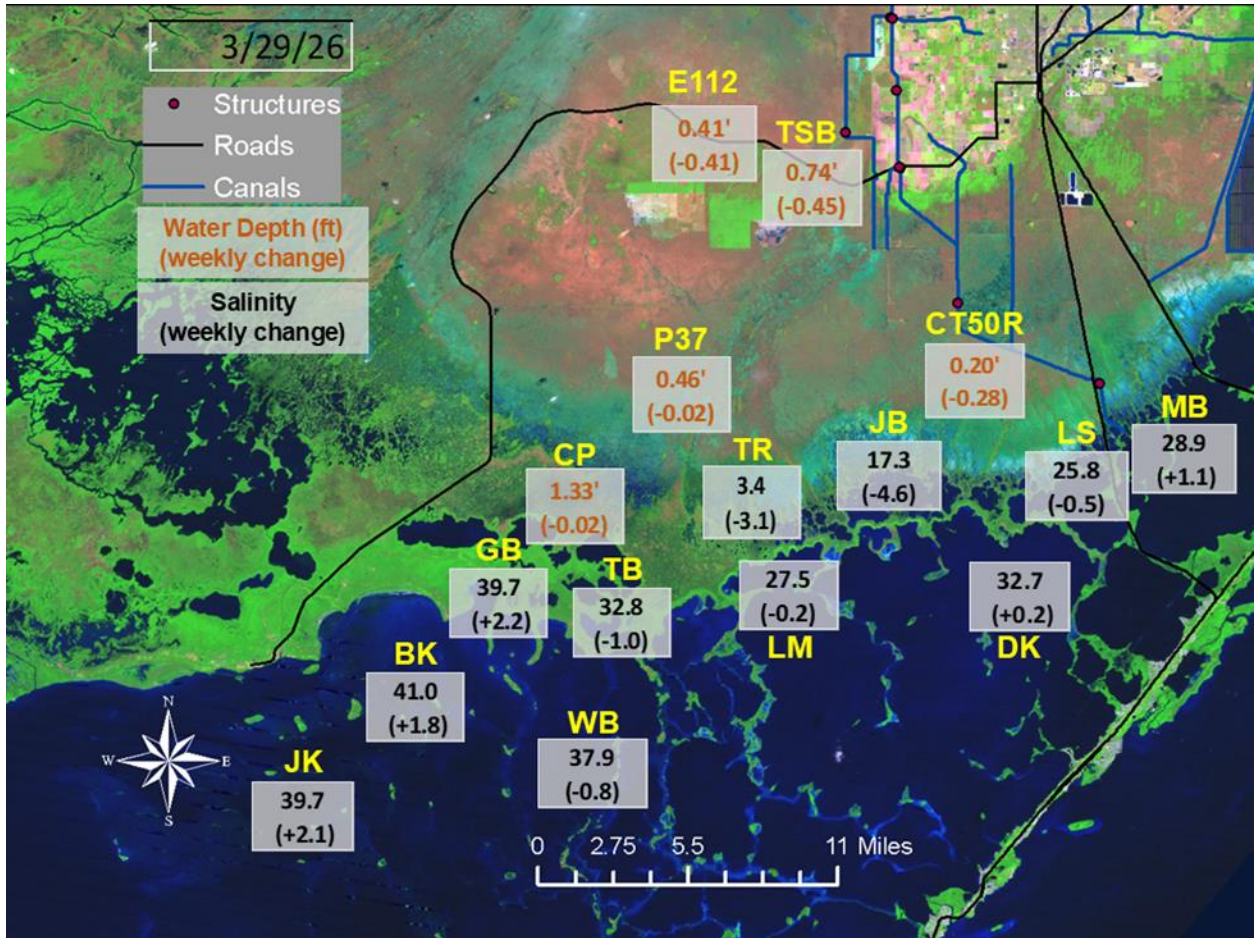 3/29/26
Structures
Roads
Canals
Water Depth (ft)
(weekly change)
Salinity
(weekly change)
E112
0.41'
(-0.41)
TSB
0.74'
(-0.45)
P37
0.46'
(-0.02)
CT50R
0.20'
(-0.28)
CP
1.33'
(-0.02)
TR
3.4
(-3.1)
JB
17.3
(-4.6)
LS
25.8
(-0.5)
MB
28.9
(+1.1)
GB
39.7
(+2.2)
TB
32.8
(-1.0)
27.5
(-0.2)
LM
32.7
(+0.2)
DK
BK
41.0
(+1.8)
WB
37.9
(-0.8)
JK
39.7
(+2.1)
N
W E
S
0 2.75 5.5 11 Miles